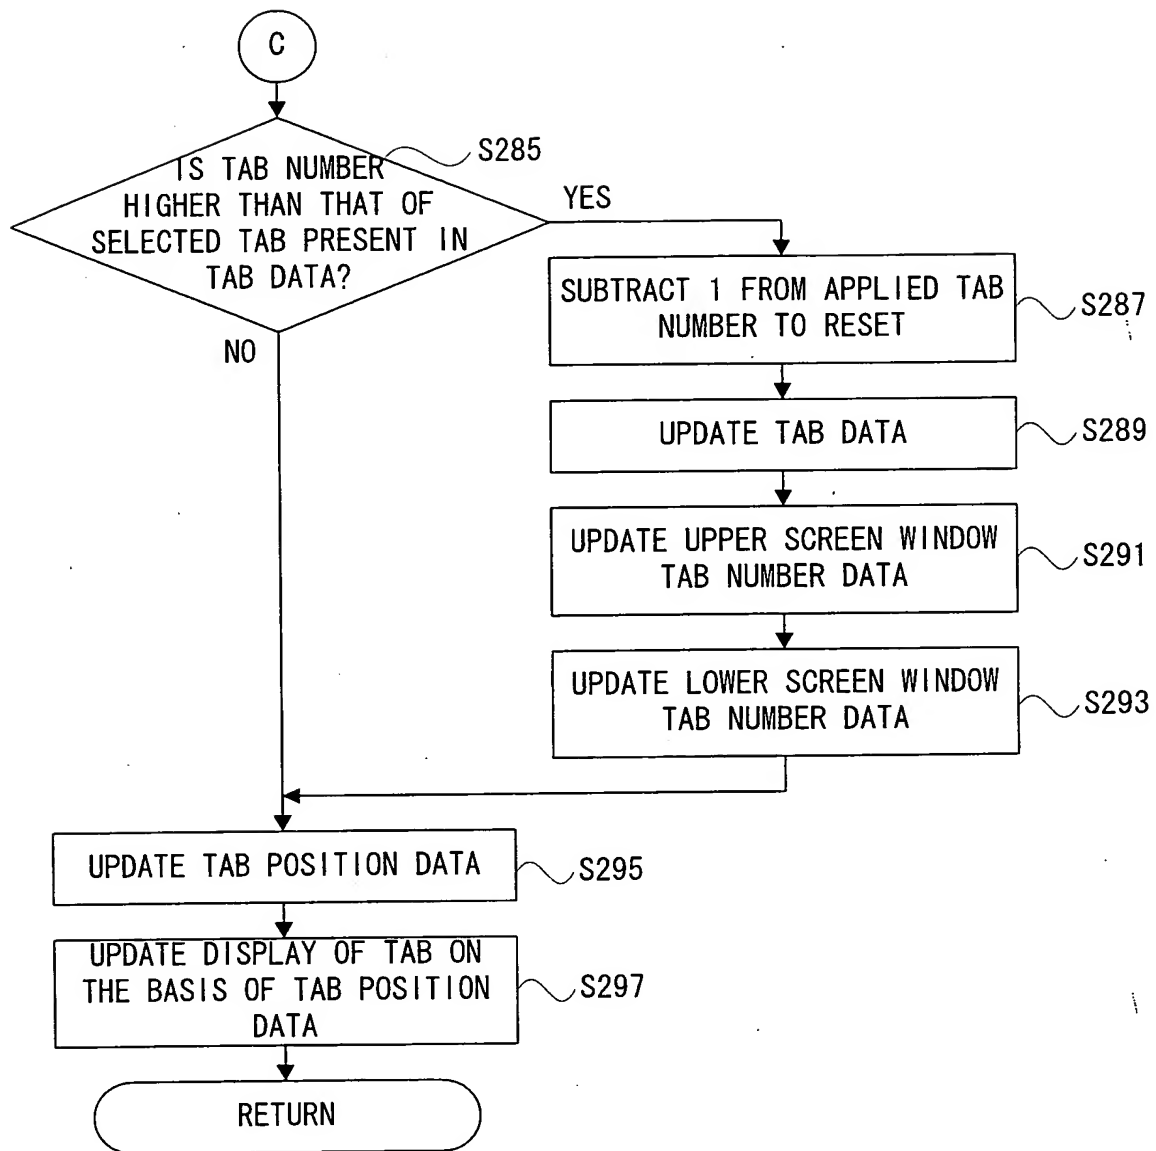 C
IS TAB NUMBER
HIGHER THAN THAT OF
SELECTED TAB PRESENT IN
TAB DATA?
S285
YES
NO
SUBTRACT 1 FROM APPLIED TAB
NUMBER TO RESET
S287
UPDATE TAB DATA
S289
UPDATE UPPER SCREEN WINDOW
TAB NUMBER DATA
S291
UPDATE LOWER SCREEN WINDOW
TAB NUMBER DATA
S293
UPDATE TAB POSITION DATA
S295
UPDATE DISPLAY OF TAB ON
THE BASIS OF TAB POSITION
DATA
S297
RETURN